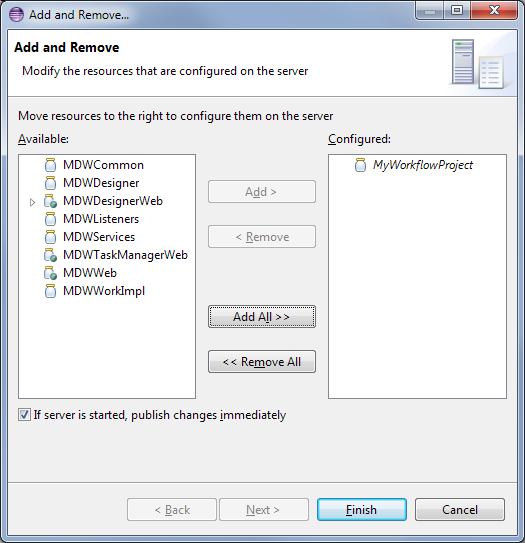 Add and Remove...
Add and Remove
Modify the resources that are configured on the server
Move resources to the right to configure them on the server
Available:
Configured:
MDWCommon
MDWDesigner
MDWDesignerWeb
MDWListeners
MDWServices
MDWTaskManagerWeb
MDWWeb
MDWWorkImpl
Add >
< Remove
Add All >>
<< Remove All
MyWorkflowProject
If server is started, publish changes immediately
< Back
Next >
Finish
Cancel